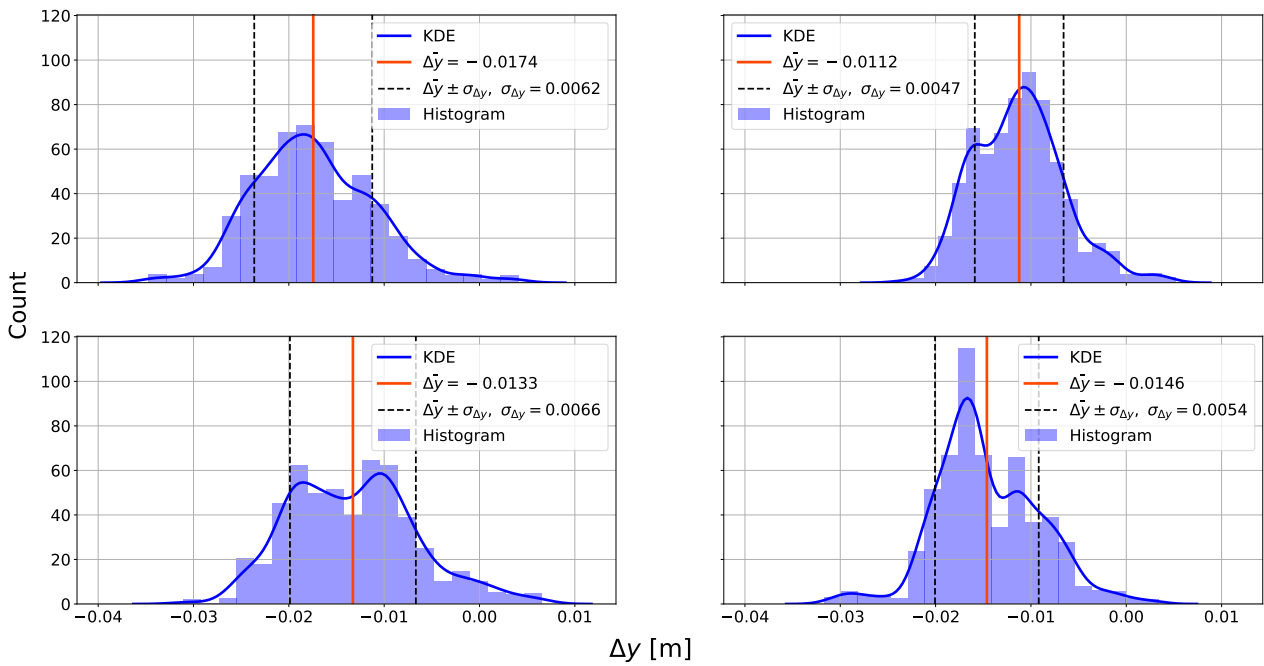 120
100
80
60
40
20
0
KDE
Δȳ = −0.0174
Δȳ ± σΔy, σΔy = 0.0062
Histogram
KDE
Δȳ = −0.0112
Δȳ ± σΔy, σΔy = 0.0047
Histogram
Count
120
100
80
60
40
20
0
−0.04 −0.03 −0.02 −0.01 0.00 0.01
KDE
Δȳ = −0.0133
Δȳ ± σΔy, σΔy = 0.0066
Histogram
−0.04 −0.03 −0.02 −0.01 0.00 0.01
KDE
Δȳ = −0.0146
Δȳ ± σΔy, σΔy = 0.0054
Histogram
Δy [m]